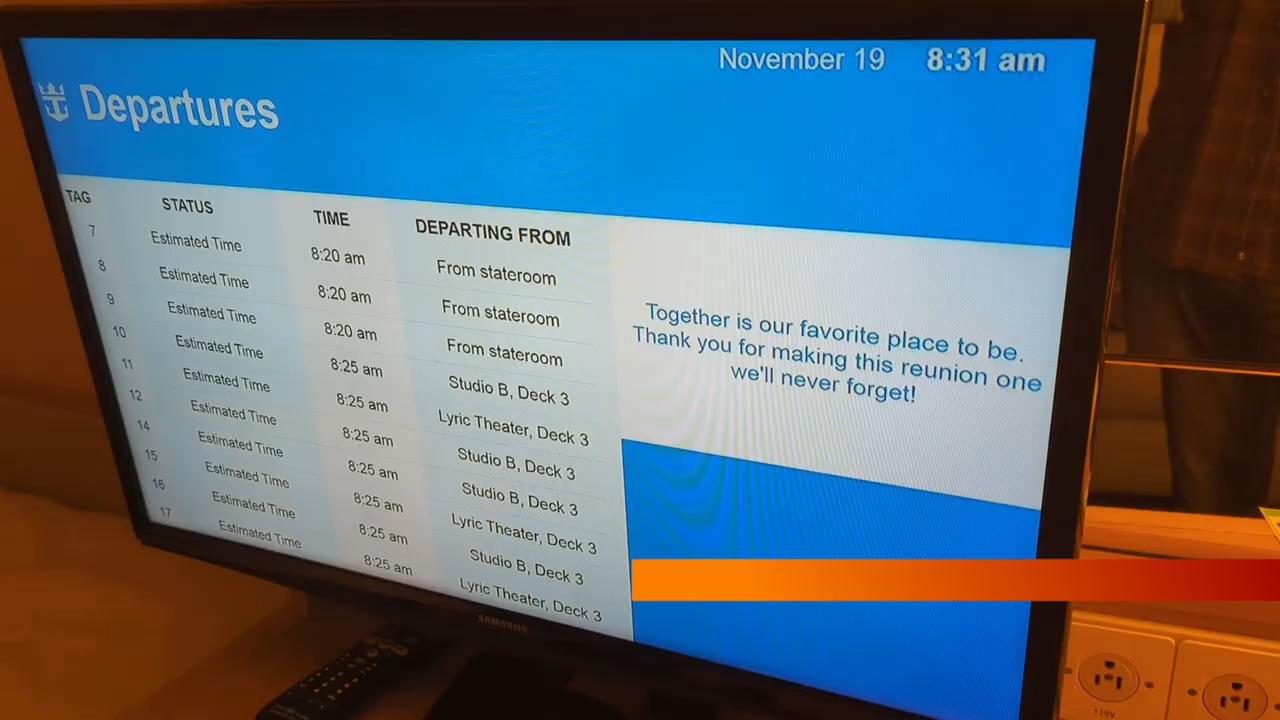 November 19 8:31 am
Departures
TAG STATUS TIME DEPARTING FROM
7 Estimated Time 8:20 am From stateroom
8 Estimated Time 8:20 am From stateroom
9 Estimated Time 8:20 am From stateroom
10 Estimated Time 8:25 am Studio B, Deck 3
11 Estimated Time 8:25 am Lyric Theater, Deck 3
12 Estimated Time 8:25 am Studio B, Deck 3
14 Estimated Time 8:25 am Studio B, Deck 3
15 Estimated Time 8:25 am Lyric Theater, Deck 3
16 Estimated Time 8:25 am Studio B, Deck 3
17 Estimated Time 8:25 am Lyric Theater, Deck 3
Together is our favorite place to be.
Thank you for making this reunion one
we'll never forget!
SAMSUNG
120V